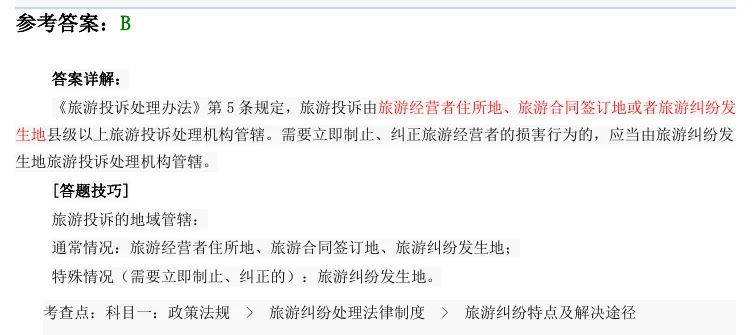 参考答案：B
答案详解：
《旅游投诉处理办法》第 5 条规定，旅游投诉由旅游经营者住所地、旅游合同签订地或者旅游纠纷发
生地县级以上旅游投诉处理机构管辖。需要立即制止、纠正旅游经营者的损害行为的，应当由旅游纠纷发
生地旅游投诉处理机构管辖。
[答题技巧]
旅游投诉的地域管辖：
通常情况：旅游经营者住所地、旅游合同签订地、旅游纠纷发生地；
特殊情况（需要立即制止、纠正的）：旅游纠纷发生地。
考查点：科目一：政策法规 > 旅游纠纷处理法律制度 > 旅游纠纷特点及解决途径